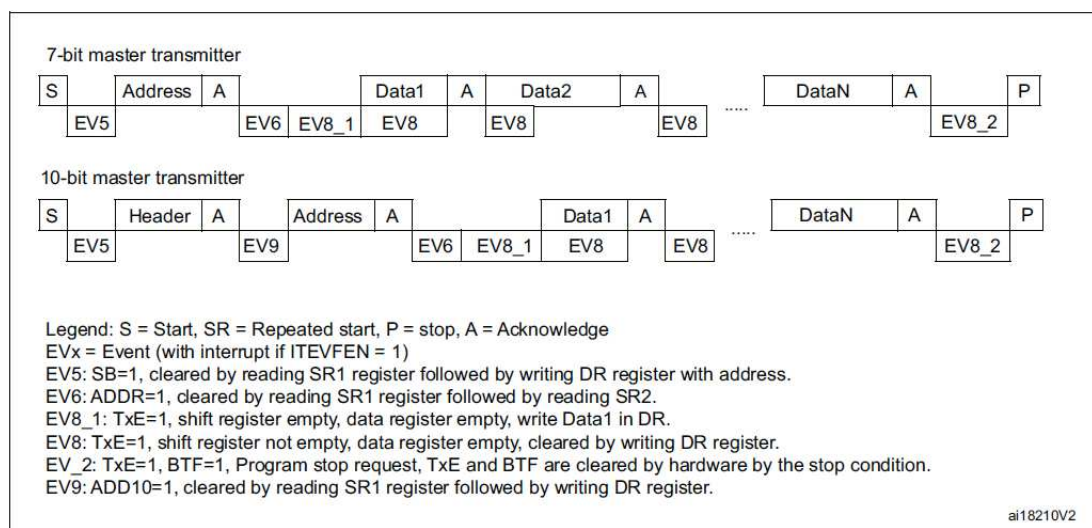 7-bit master transmitter
S Address A Data1 A Data2 A ..... DataN A P
EV5 EV6 EV8_1 EV8 EV8 EV8 EV8_2
10-bit master transmitter
S Header A Address A Data1 A ..... DataN A P
EV5 EV9 EV6 EV8_1 EV8 EV8 EV8_2
Legend: S = Start, SR = Repeated start, P = stop, A = Acknowledge
EVx = Event (with interrupt if ITEVFEN = 1)
EV5: SB=1, cleared by reading SR1 register followed by writing DR register with address.
EV6: ADDR=1, cleared by reading SR1 register followed by reading SR2.
EV8_1: TxE=1, shift register empty, data register empty, write Data1 in DR.
EV8: TxE=1, shift register not empty, data register empty, cleared by writing DR register.
EV_2: TxE=1, BTF=1, Program stop request, TxE and BTF are cleared by hardware by the stop condition.
EV9: ADD10=1, cleared by reading SR1 register followed by writing DR register.
ai18210V2